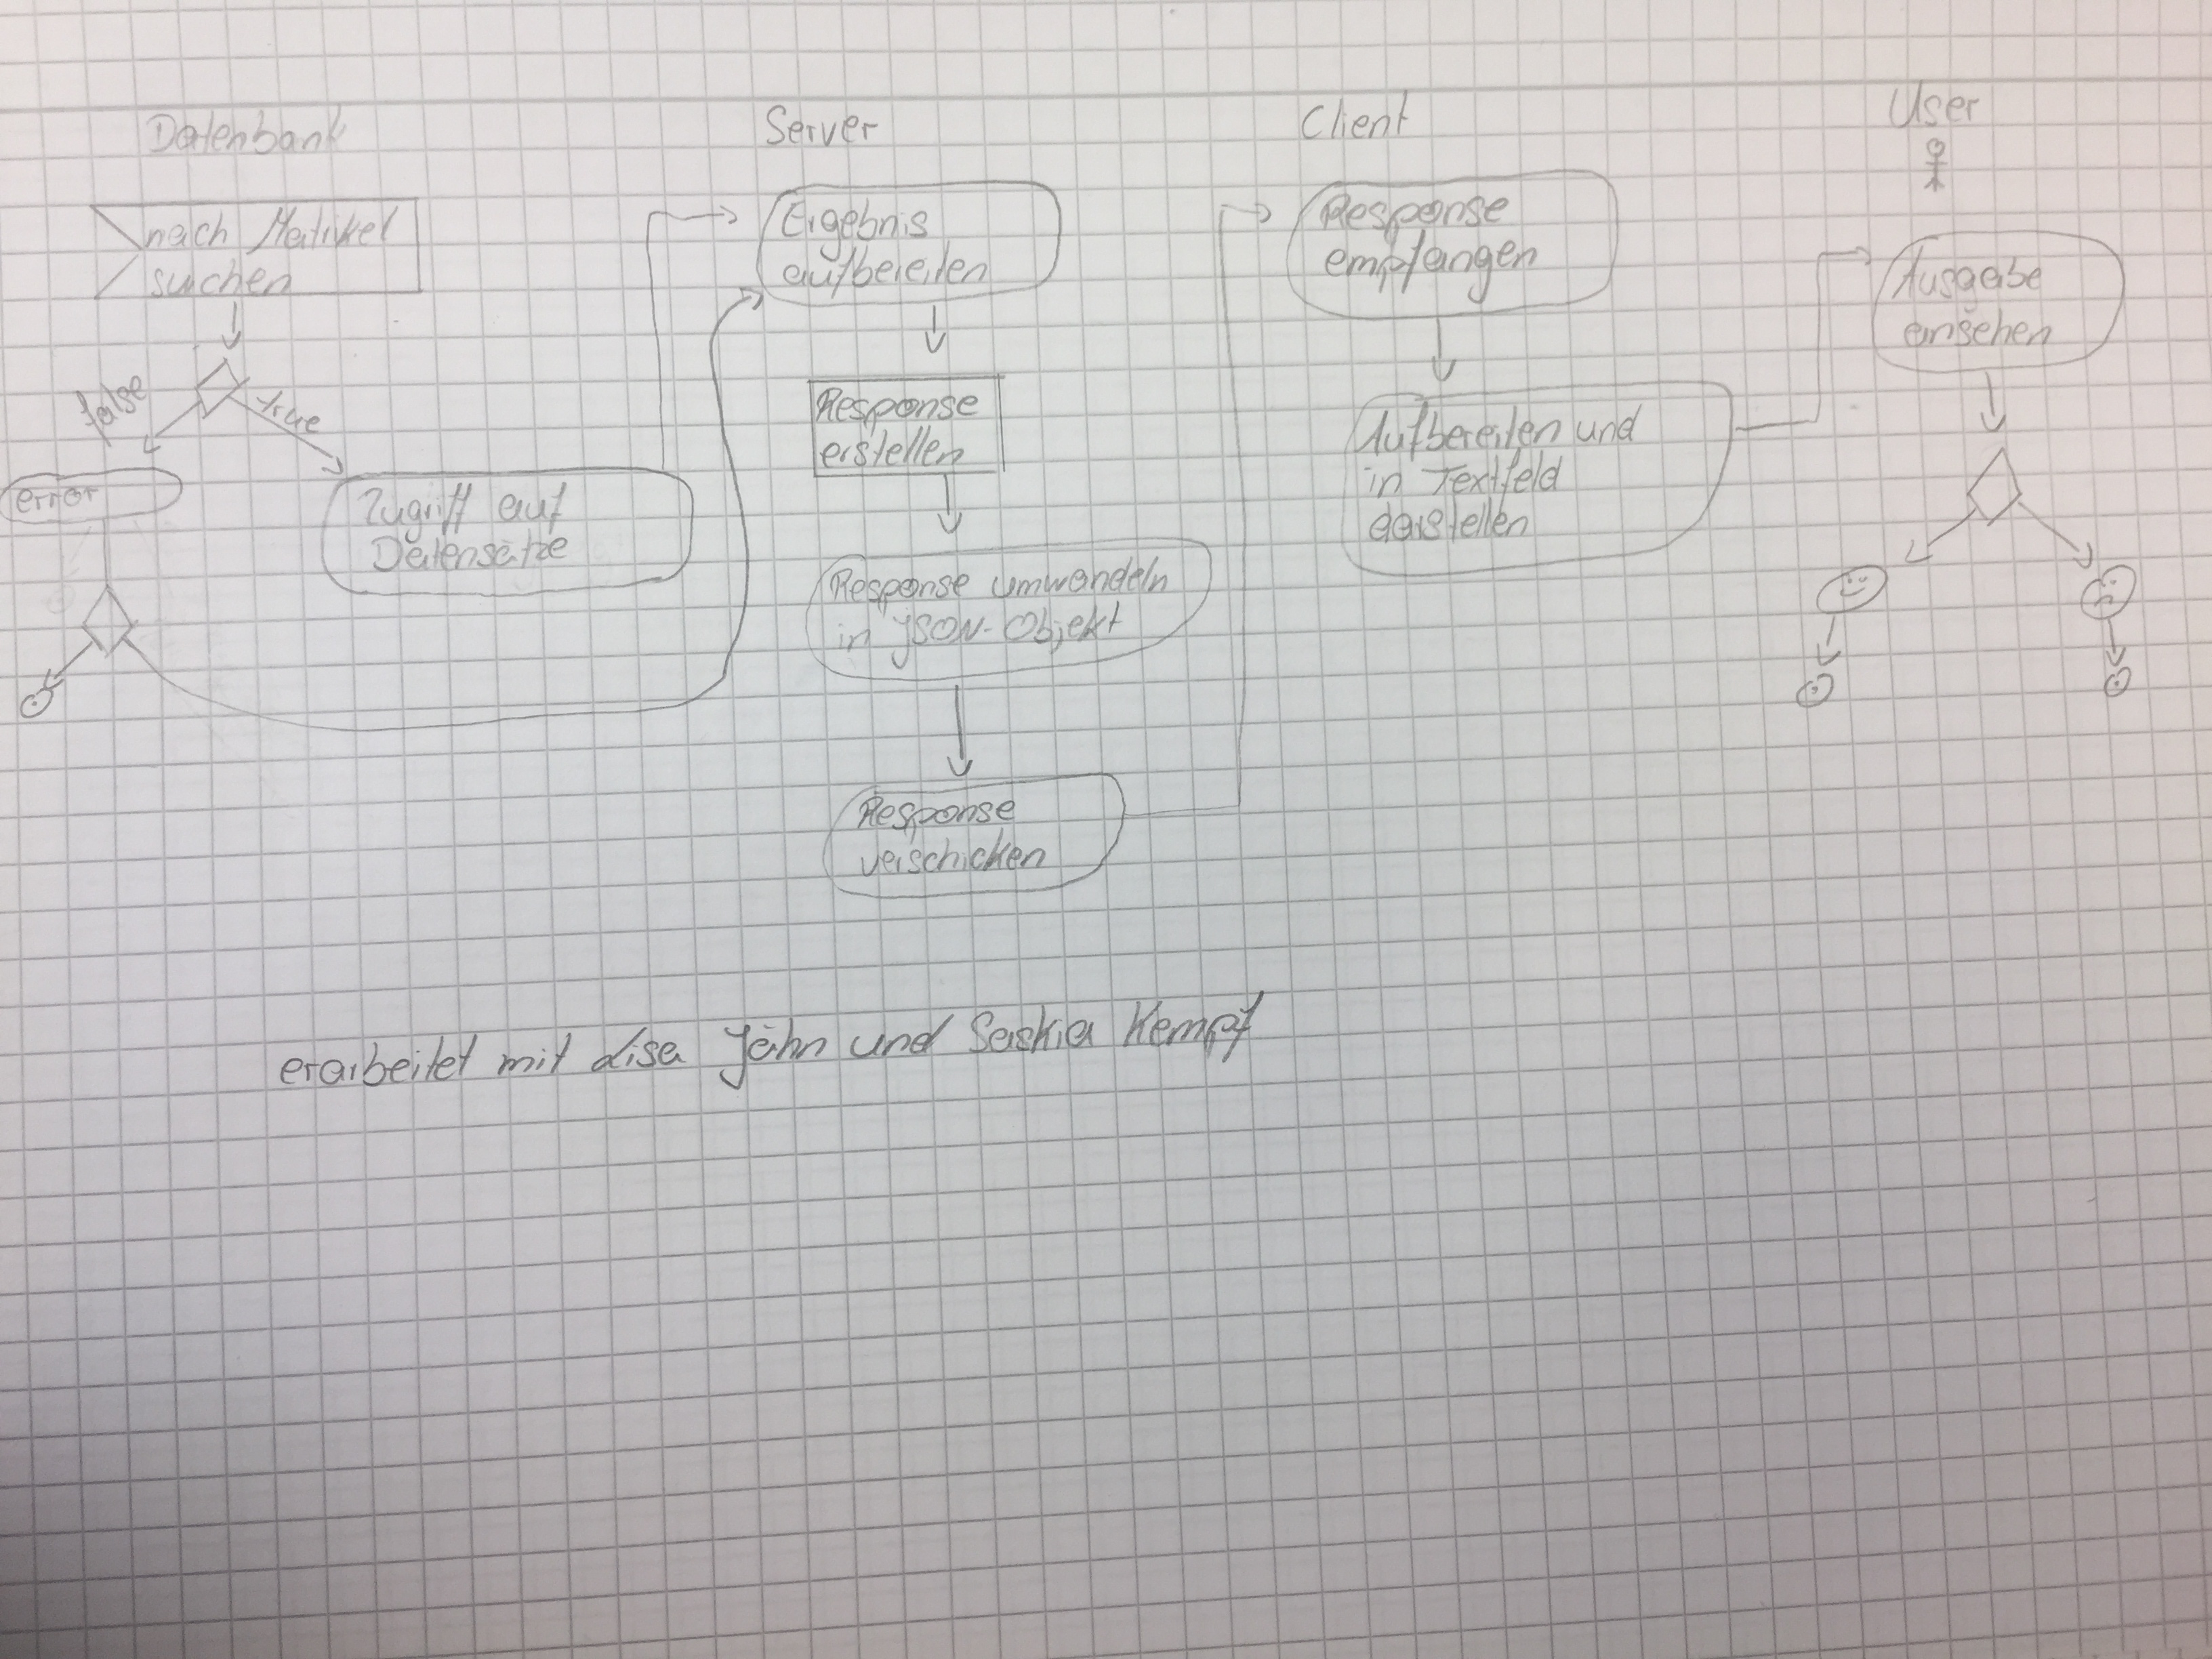 Datenbank
nach Matrikel
suchen
false
true
error
Zugriff auf
Datensätze
Server
Ergebnis
aufbereiten
Response
erstellen
Response umwandeln
in JSON-Objekt
Response
verschicken
Client
Response
empfangen
Aufbereiten und
in Textfeld
darstellen
User
Ausgabe
einsehen
erarbeitet mit Lisa Jähn und Saskia Kempf